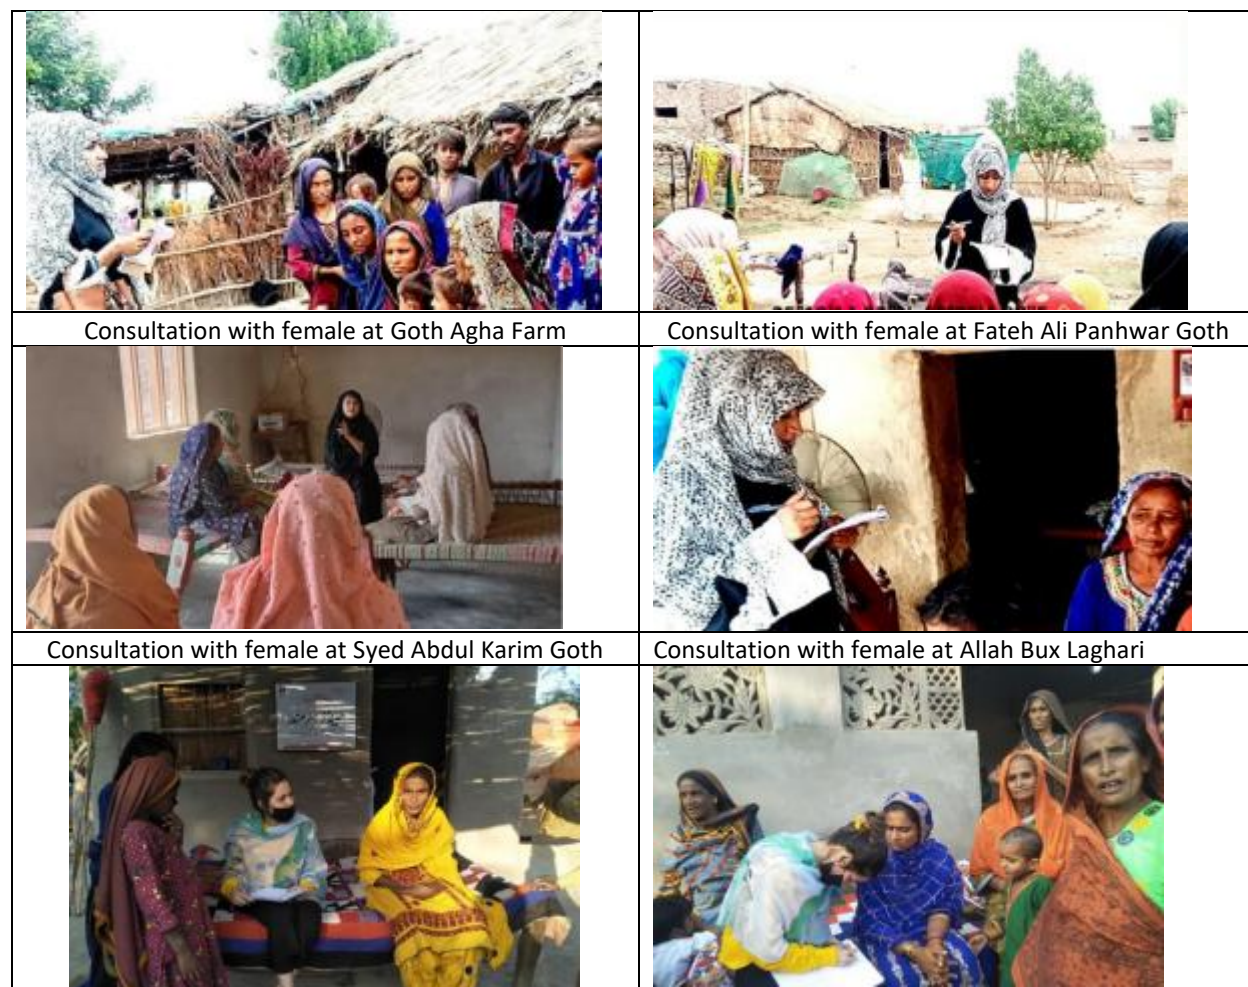 Consultation with female at Goth Agha Farm
Consultation with female at Fateh Ali Panhwar Goth
Consultation with female at Syed Abdul Karim Goth
Consultation with female at Allah Bux Laghari